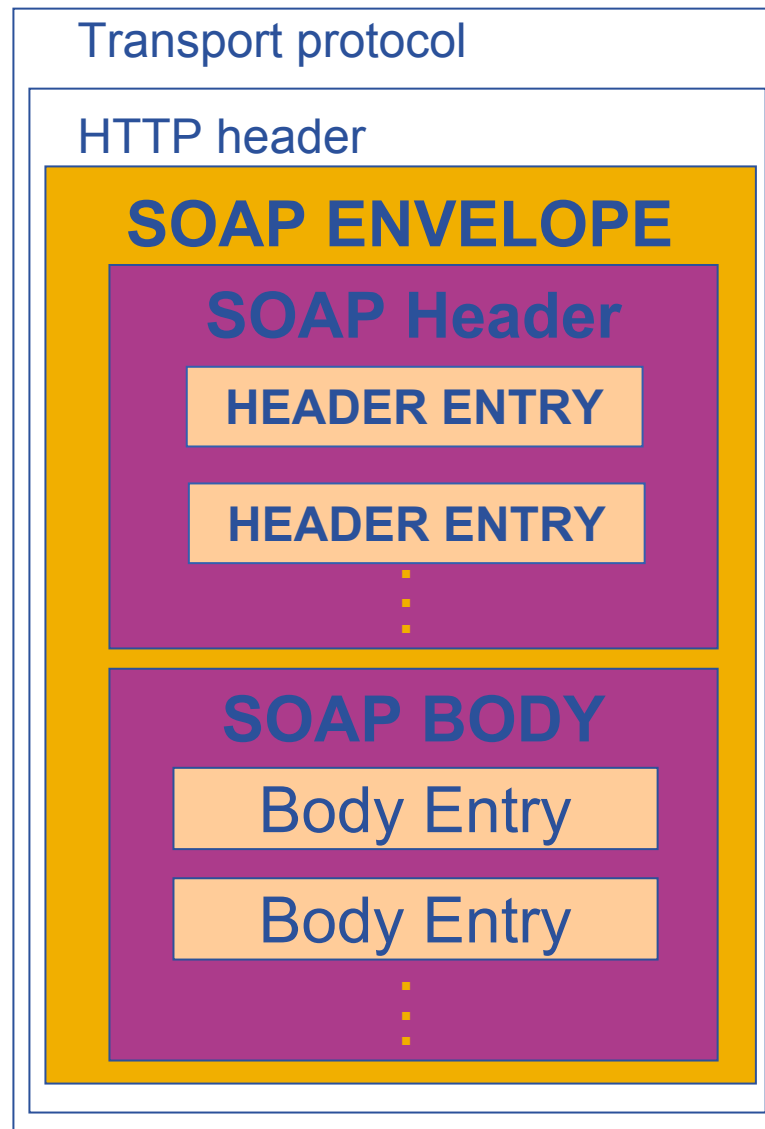 Transport protocol
HTTP header
SOAP ENVELOPE
SOAP Header
HEADER ENTRY
HEADER ENTRY
SOAP BODY
Body Entry
Body Entry